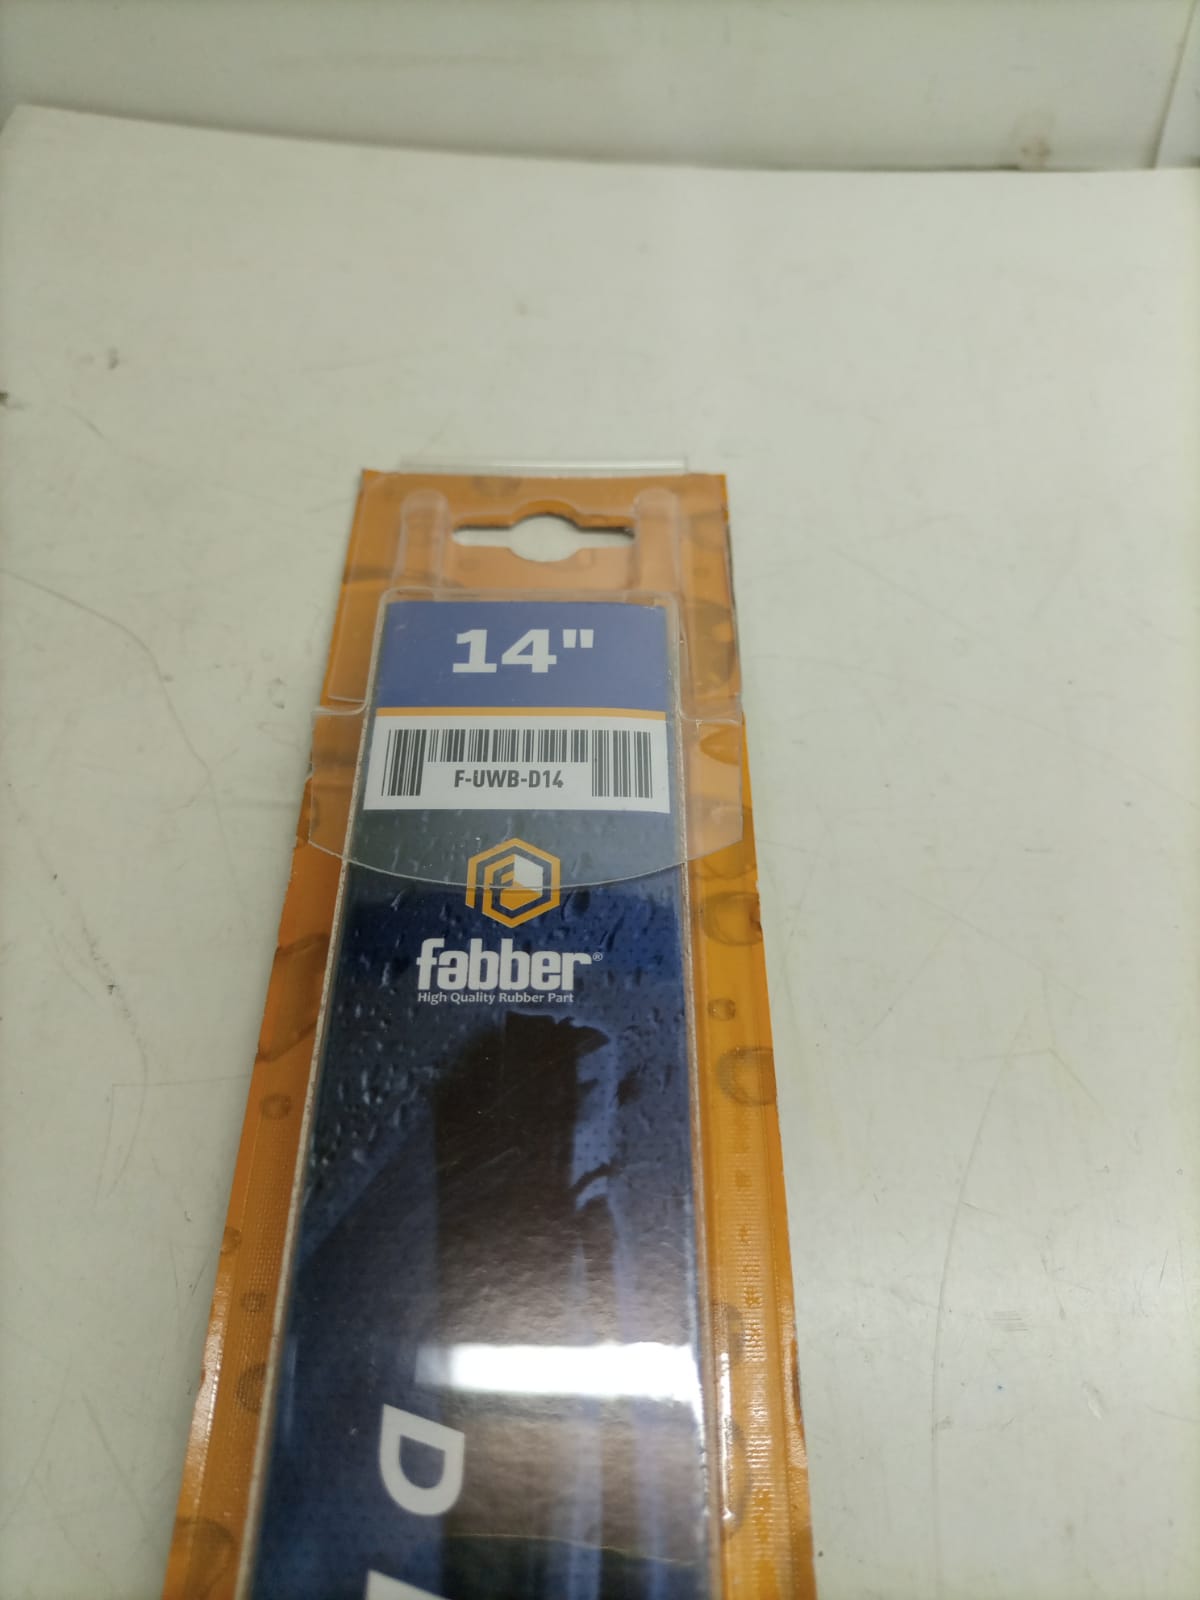 14"
F-UWB-D14
fabber®
High Quality Rubber Part
D